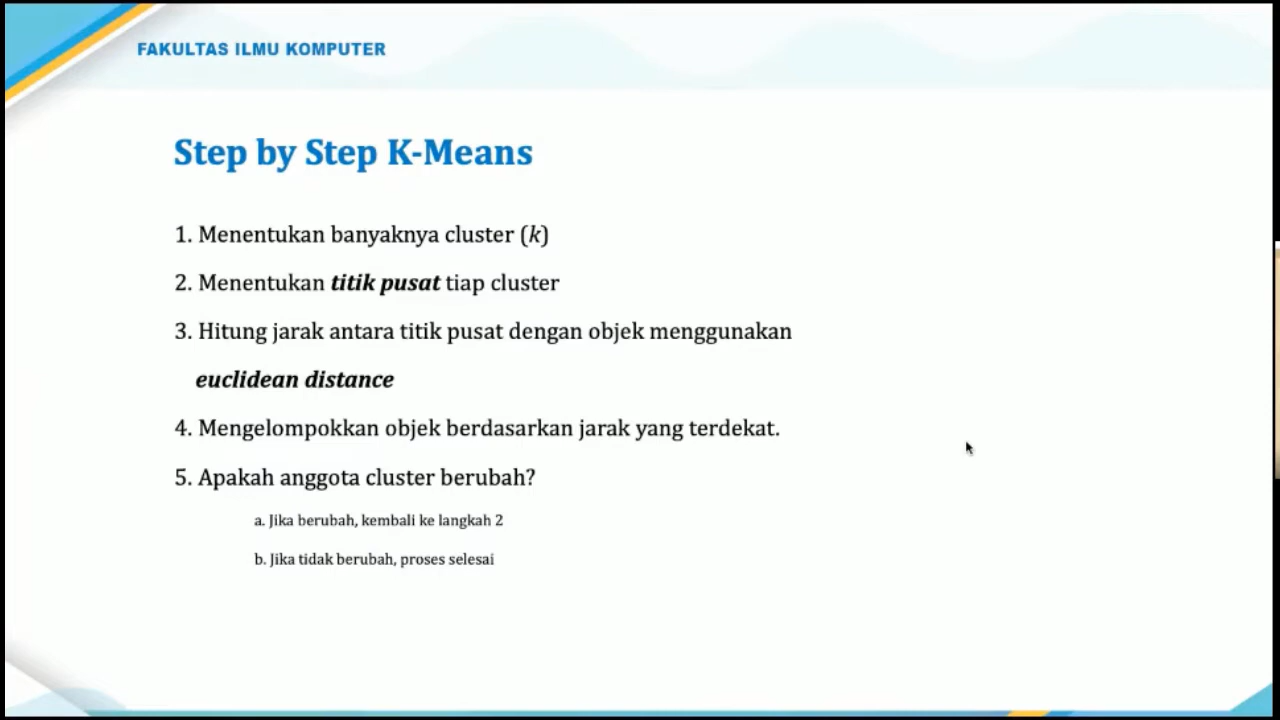 FAKULTAS ILMU KOMPUTER
Step by Step K-Means
1. Menentukan banyaknya cluster (k)
2. Menentukan titik pusat tiap cluster
3. Hitung jarak antara titik pusat dengan objek menggunakan
euclidean distance
4. Mengelompokkan objek berdasarkan jarak yang terdekat.
5. Apakah anggota cluster berubah?
a. Jika berubah, kembali ke langkah 2
b. Jika tidak berubah, proses selesai